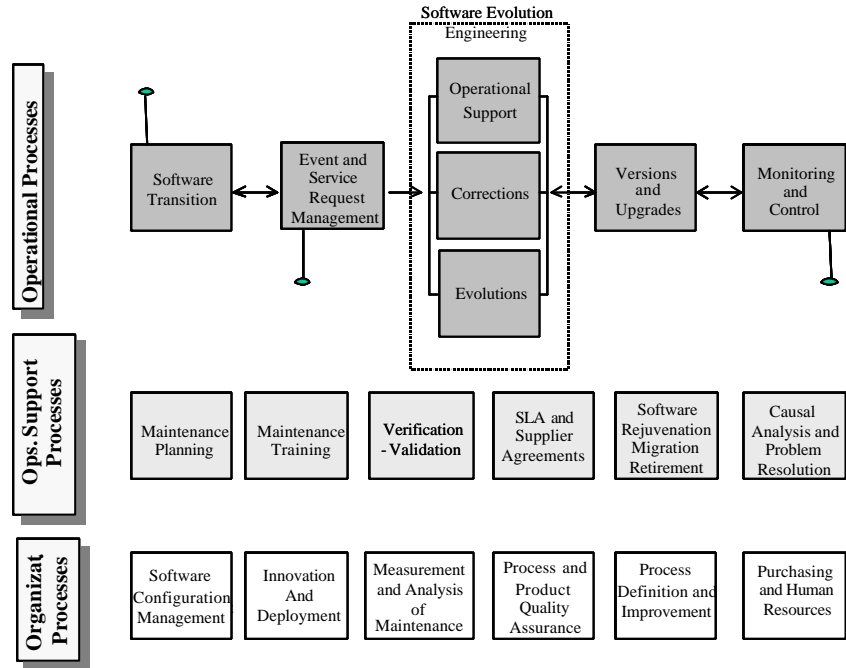 Software Evolution
Engineering
Operational Processes
Operational
Support
Software
Transition
Event and
Service
Request
Management
Corrections
Versions
and
Upgrades
Monitoring
and
Control
Evolutions
Ops. Support
Processes
Maintenance
Planning
Maintenance
Training
Verification
- Validation
SLA and
Supplier
Agreements
Software
Rejuvenation
Migration
Retirement
Causal
Analysis and
Problem
Resolution
Organizat.
Processes
Software
Configuration
Management
Innovation
And
Deployment
Measurement
and Analysis
of
Maintenance
Process and
Product
Quality
Assurance
Process
Definition and
Improvement
Purchasing
and Human
Resources